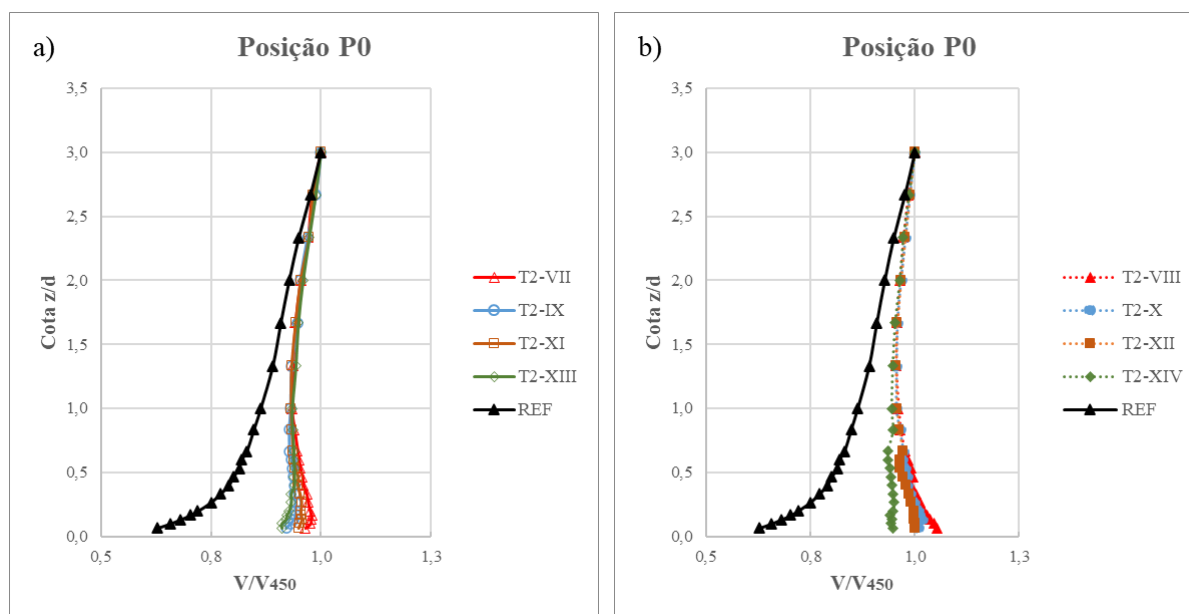 a)
Posição P0
3,5
3,0
2,5
2,0
1,5
1,0
0,5
0,0
Cota z/d
0,5
0,8
1,0
1,3
V/V450
T2-VII
T2-IX
T2-XI
T2-XIII
REF
b)
Posição P0
3,5
3,0
2,5
2,0
1,5
1,0
0,5
0,0
Cota z/d
0,5
0,8
1,0
1,3
V/V450
T2-VIII
T2-X
T2-XII
T2-XIV
REF